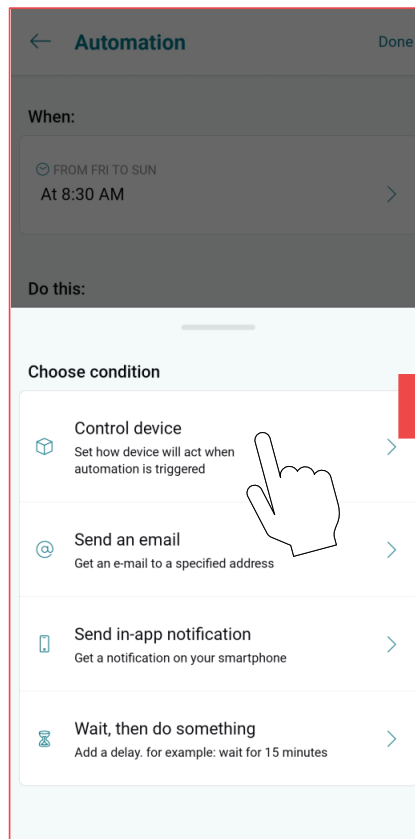 Automation
Done
When:
FROM FRI TO SUN
At 8:30 AM
Do this:
Choose condition
Control device
Set how device will act when
automation is triggered
Send an email
Get an e-mail to a specified address
Send in-app notification
Get a notification on your smartphone
Wait, then do something
Add a delay. for example: wait for 15 minutes